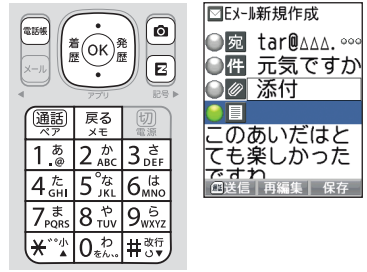 電話帳
メール
着歴
OK
発歴
アプリ
記号
通話 戻る 切
ペア メモ 電源
1 あ .@
2 か ABC
3 さ DEF
4 た GHI
5 な JKL
6 は MNO
7 ま PQRS
8 や TUV
9 ら WXYZ
* ゛゜小
0 わをん、。
# 改行
Eメール新規作成
宛 tar@△△△.○○○
件 元気ですか
添付
このあいだはと
ても楽しかった
ですわ
送信 再編集 保存